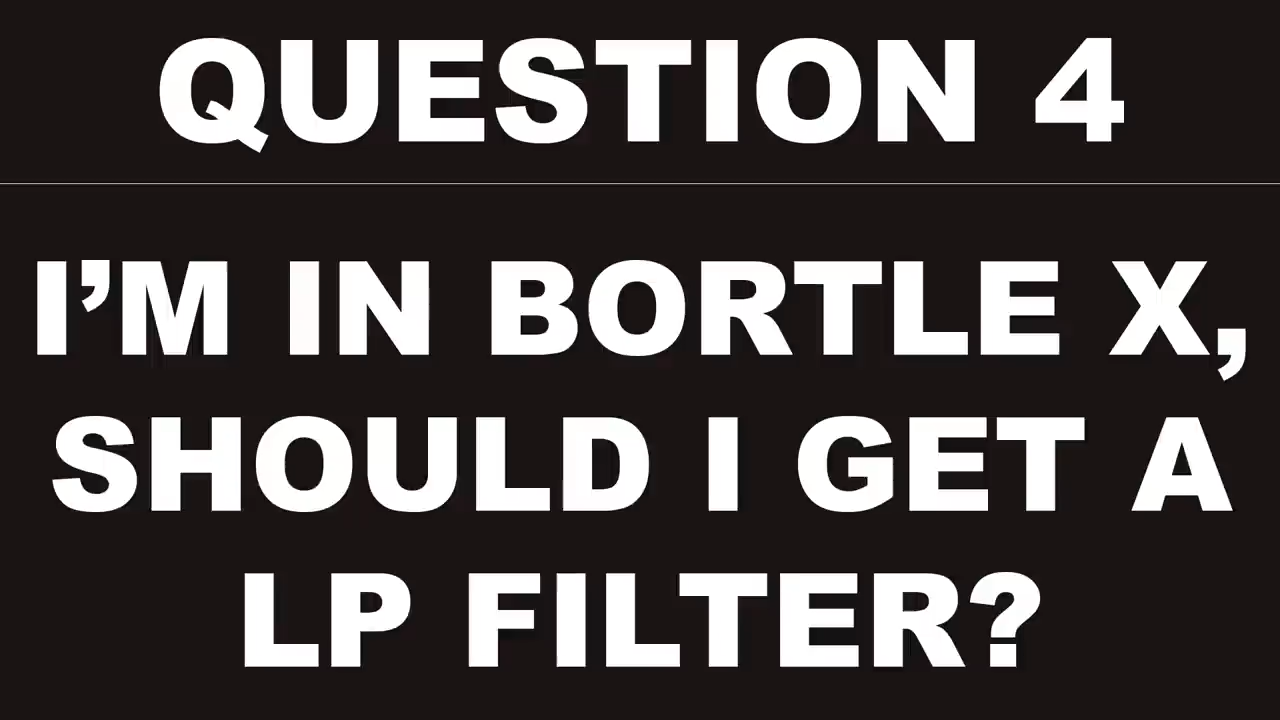 QUESTION 4
I’M IN BORTLE X,
SHOULD I GET A
LP FILTER?